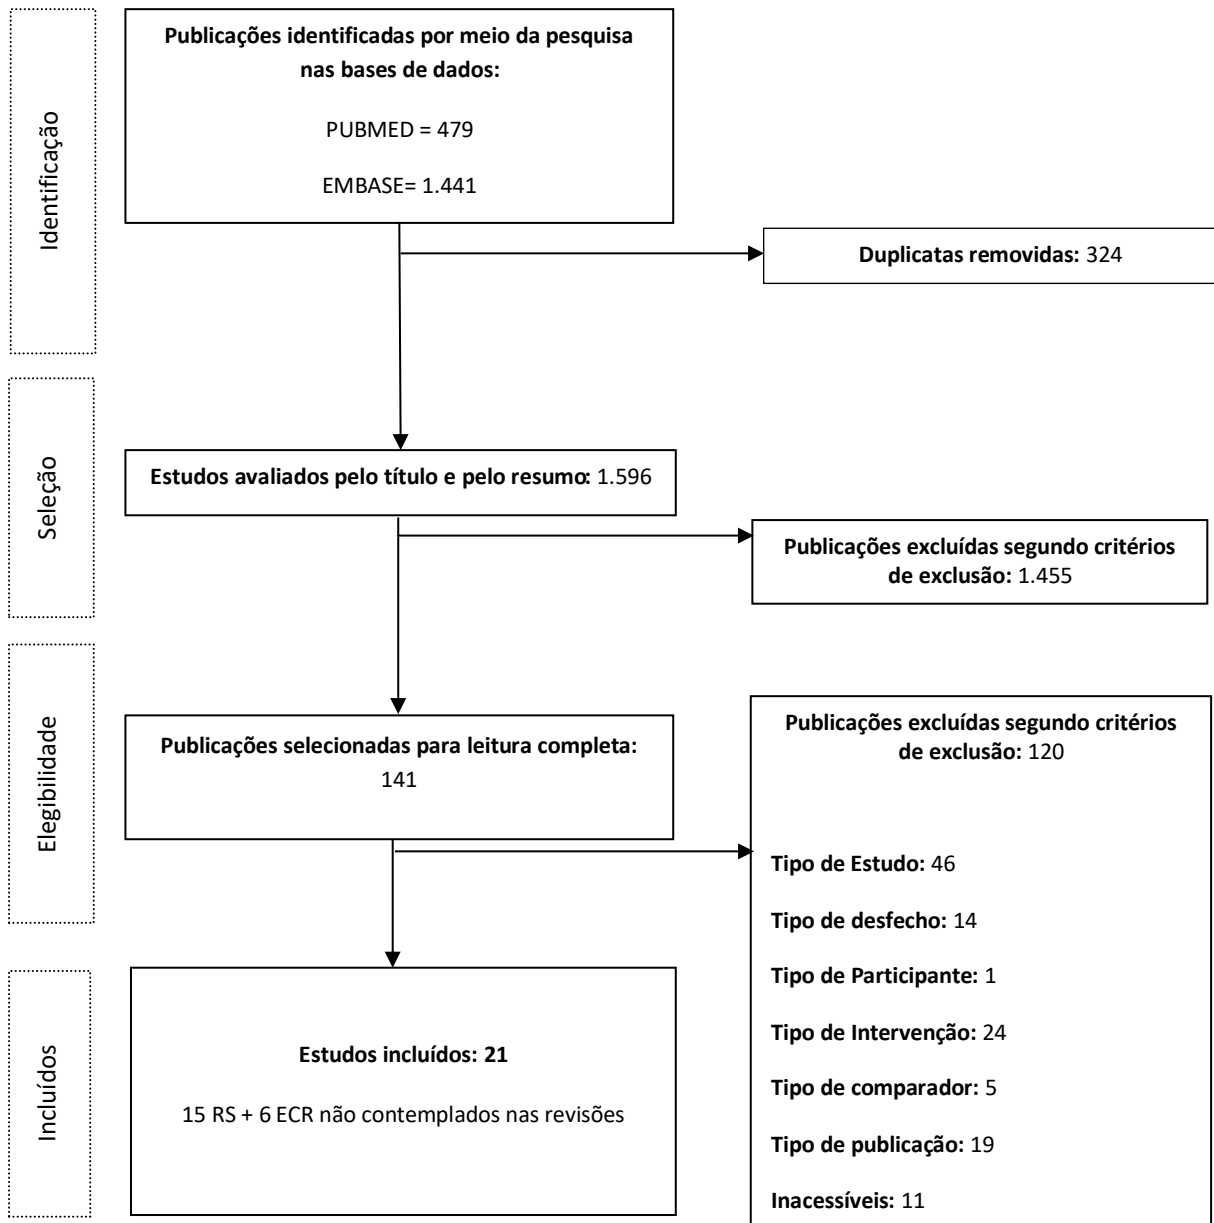 Identificação
Publicações identificadas por meio da pesquisa
nas bases de dados:
PUBMED = 479
EMBASE= 1.441
Duplicatas removidas: 324
Seleção
Estudos avaliados pelo título e pelo resumo: 1.596
Publicações excluídas segundo critérios
de exclusão: 1.455
Elegibilidade
Publicações selecionadas para leitura completa:
141
Publicações excluídas segundo critérios
de exclusão: 120
Tipo de Estudo: 46
Tipo de desfecho: 14
Tipo de Participante: 1
Tipo de Intervenção: 24
Tipo de comparador: 5
Tipo de publicação: 19
Inacessíveis: 11
Incluídos
Estudos incluídos: 21
15 RS + 6 ECR não contemplados nas revisões